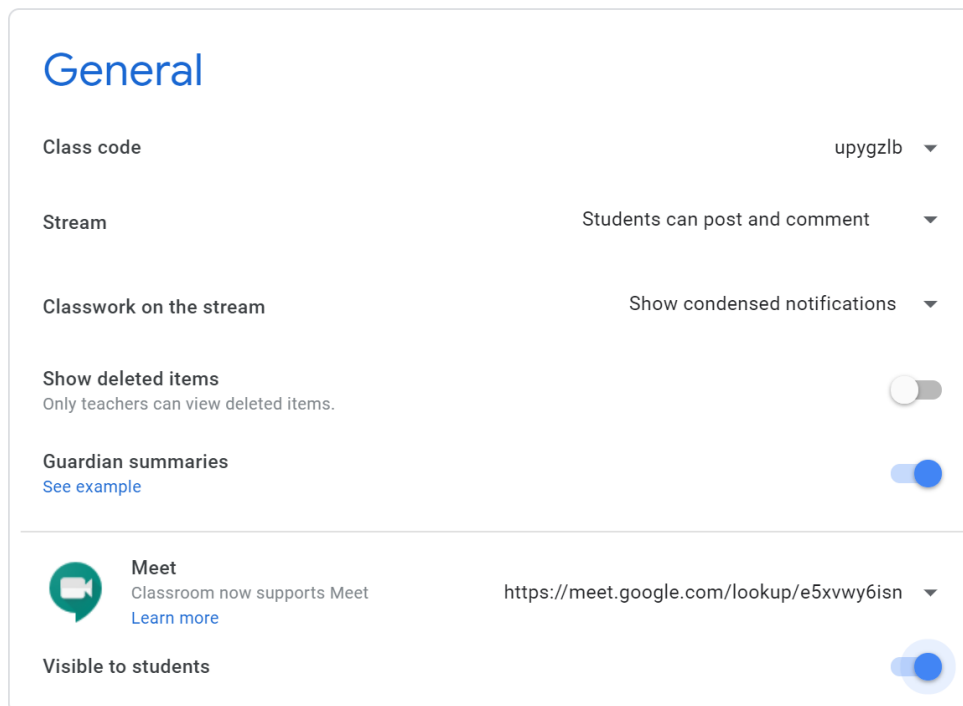 General
Class code upygzlb
Stream Students can post and comment
Classwork on the stream Show condensed notifications
Show deleted items
Only teachers can view deleted items.
Guardian summaries
See example
Meet
Classroom now supports Meet https://meet.google.com/lookup/e5xvwy6isn
Learn more
Visible to students